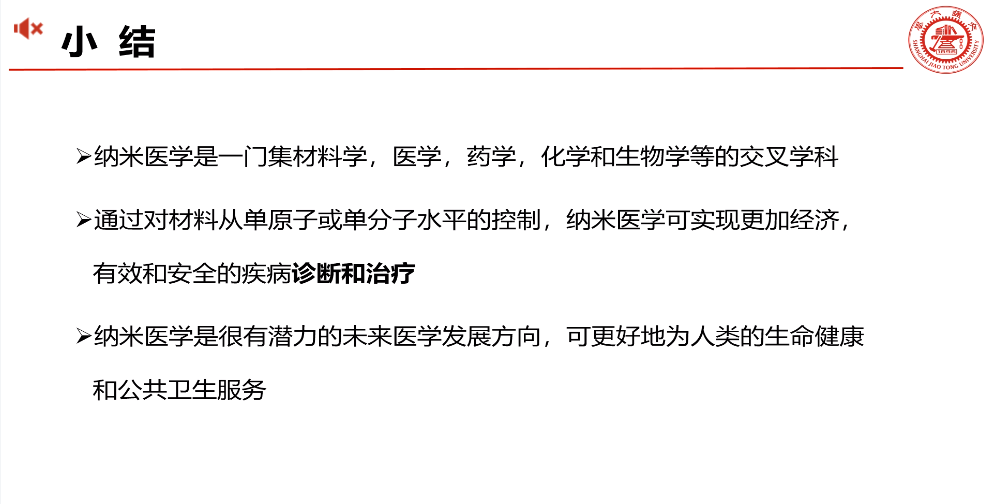 小 结
SHANGHAI JIAO TONG UNIVERSITY
➢纳米医学是一门集材料学，医学，药学，化学和生物学等的交叉学科
➢通过对材料从单原子或单分子水平的控制，纳米医学可实现更加经济，
有效和安全的疾病诊断和治疗
➢纳米医学是很有潜力的未来医学发展方向，可更好地为人类的生命健康
和公共卫生服务